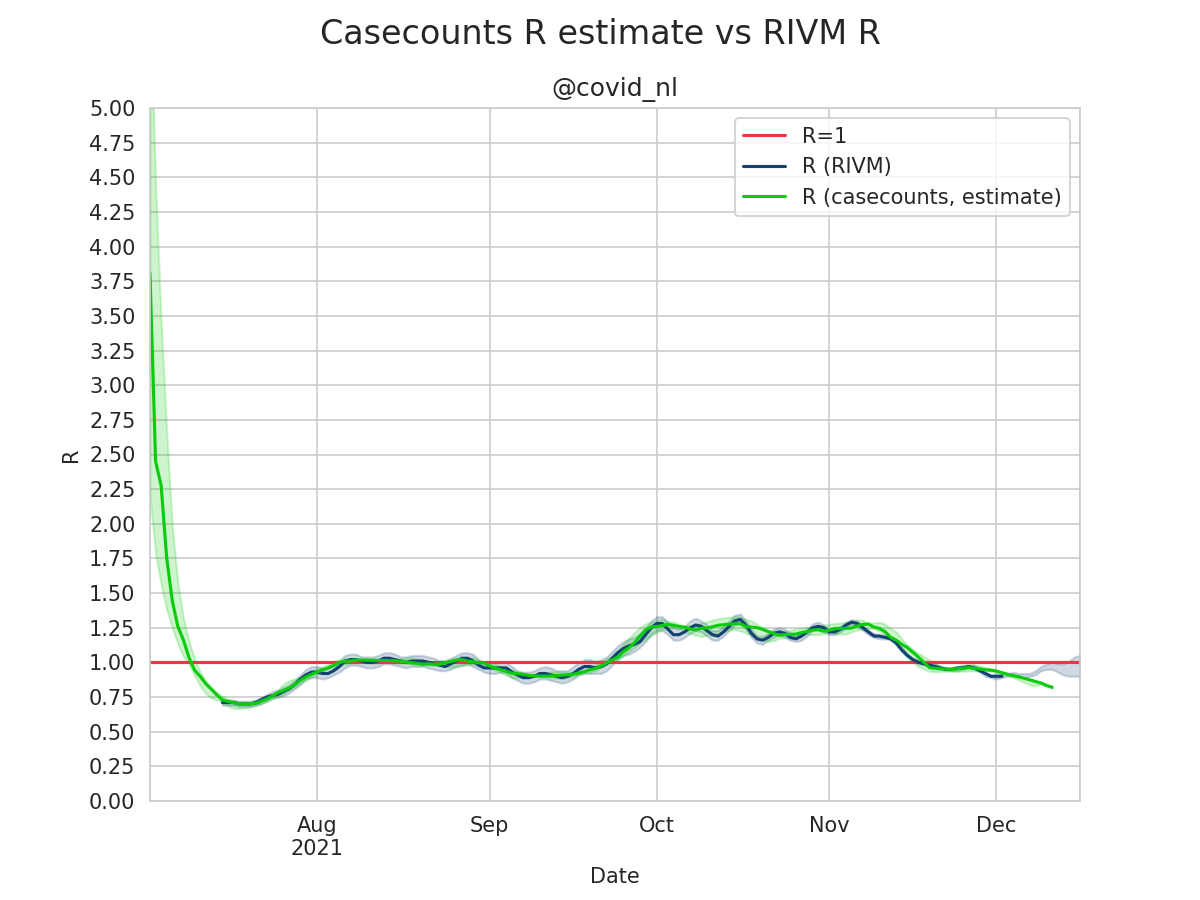 Casecounts R estimate vs RIVM R
@covid_nl
R=1
R (RIVM)
R (casecounts, estimate)
5.00
4.75
4.50
4.25
4.00
3.75
3.50
3.25
3.00
2.75
2.50
2.25
2.00
1.75
1.50
1.25
1.00
0.75
0.50
0.25
0.00
R
Aug
2021
Sep
Oct
Nov
Dec
Date